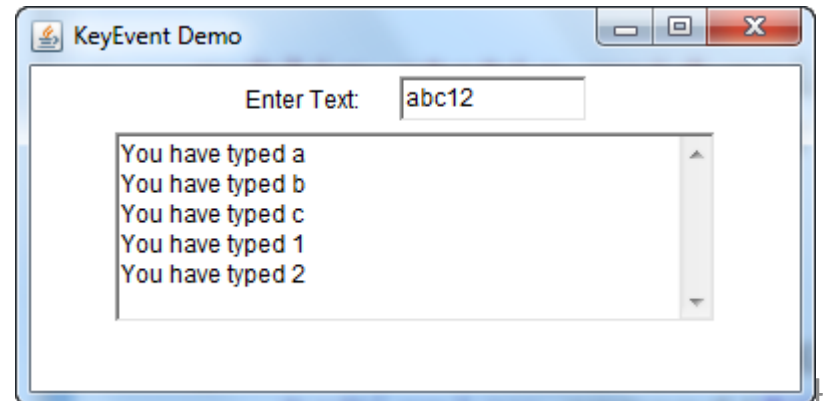 KeyEvent Demo
Enter Text: abc12
You have typed a
You have typed b
You have typed c
You have typed 1
You have typed 2